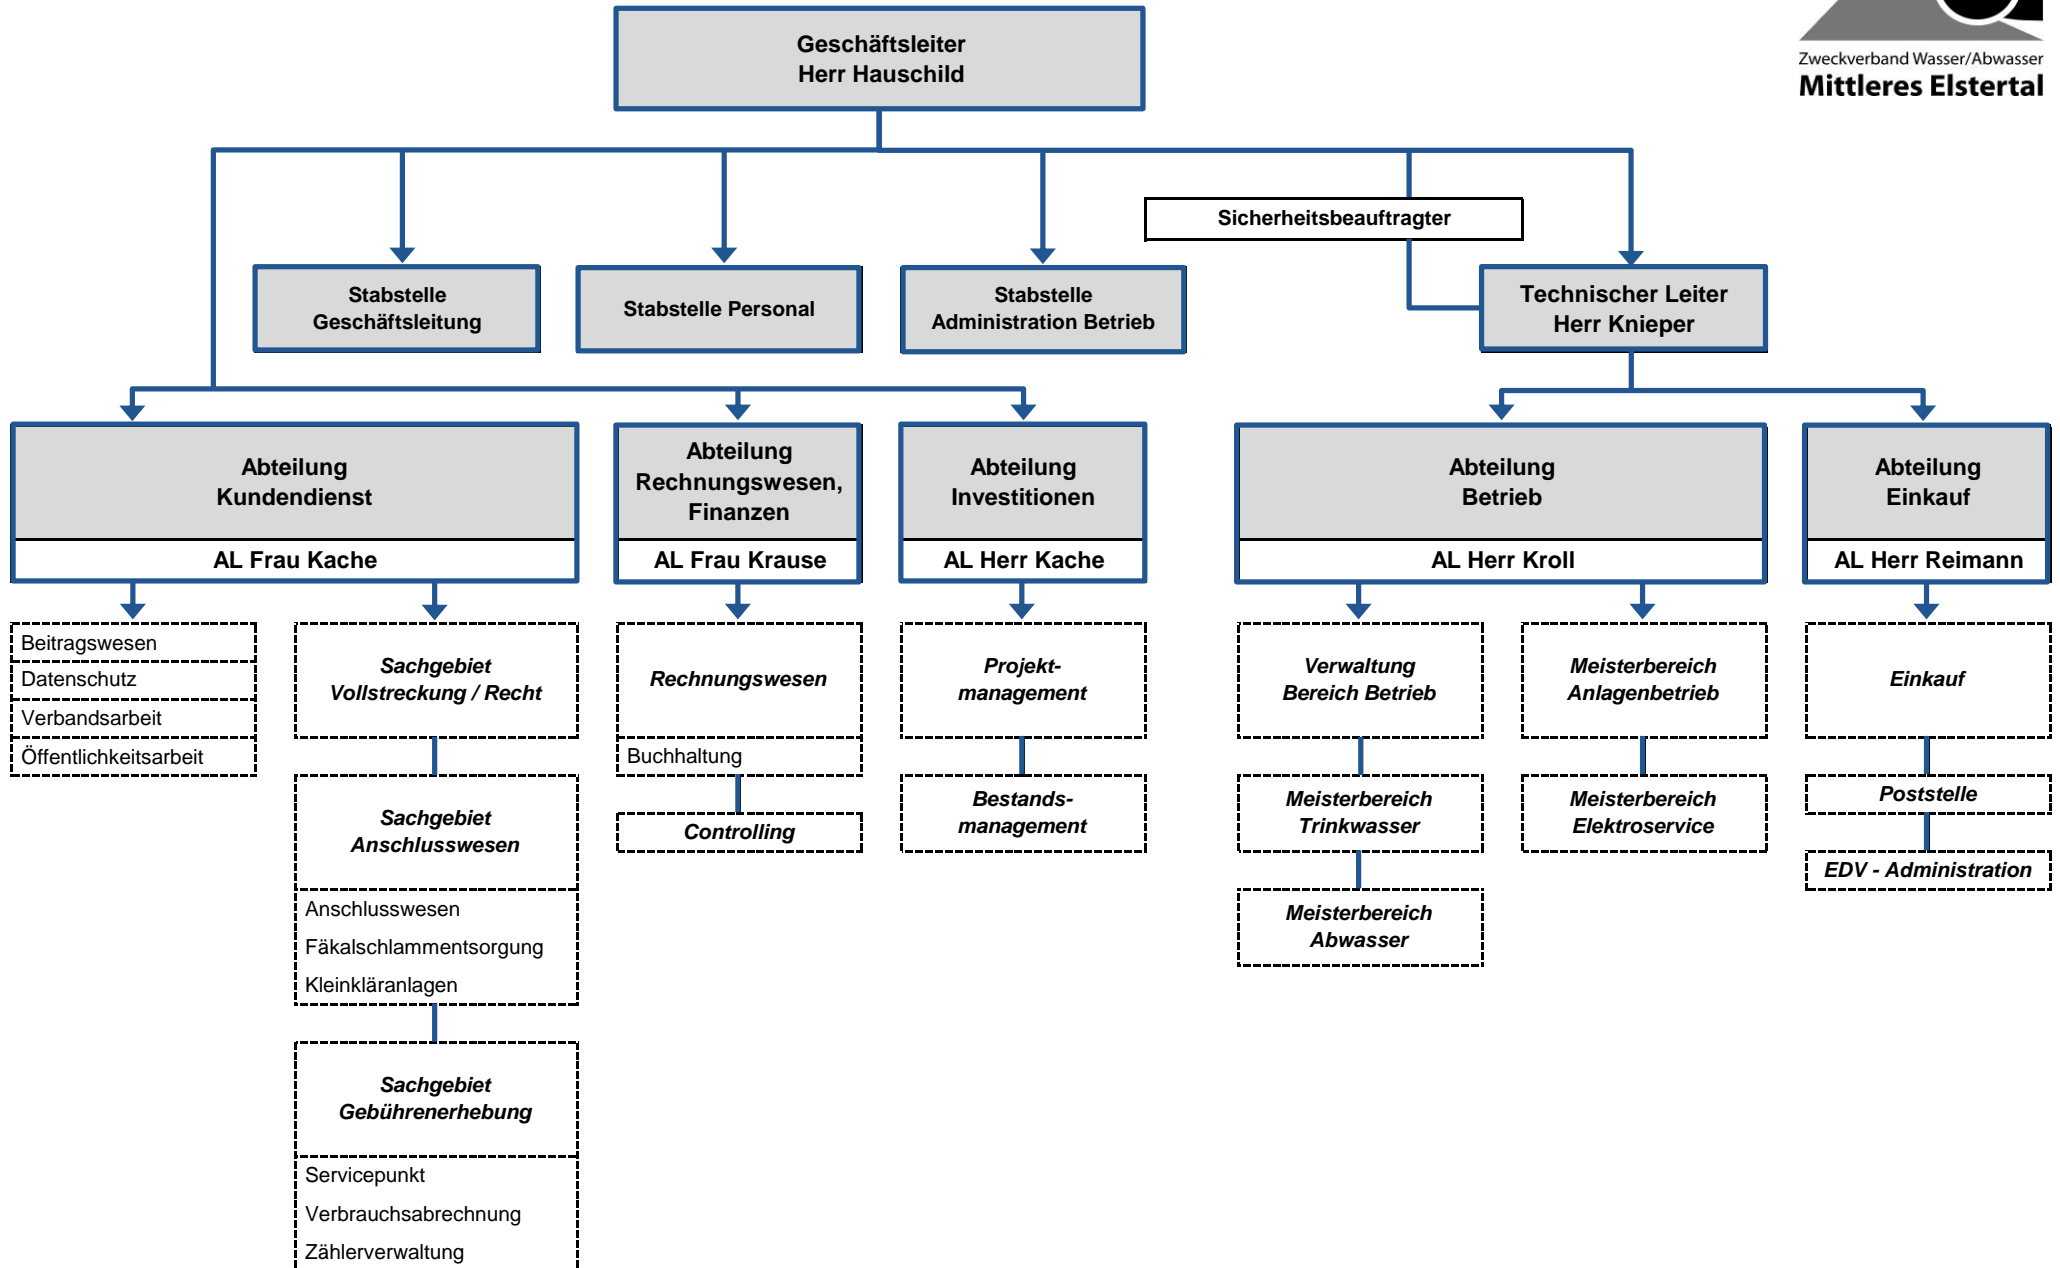 Geschäftsleiter
Herr Hauschild
Zweckverband Wasser/Abwasser
Mittleres Elstertal
Sicherheitsbeauftragter
Stabstelle
Geschäftsleitung
Stabstelle Personal
Stabstelle
Administration Betrieb
Technischer Leiter
Herr Knieper
Abteilung
Kundendienst
AL Frau Kache
Abteilung
Rechnungswesen,
Finanzen
AL Frau Krause
Abteilung
Investitionen
AL Herr Kache
Abteilung
Betrieb
AL Herr Kroll
Abteilung
Einkauf
AL Herr Reimann
Beitragswesen
Datenschutz
Verbandsarbeit
Öffentlichkeitsarbeit
Sachgebiet
Vollstreckung / Recht
Sachgebiet
Anschlusswesen
Anschlusswesen
Fäkalschlammentsorgung
Kleinkläranlagen
Sachgebiet
Gebührenerhebung
Servicepunkt
Verbrauchsabrechnung
Zählerverwaltung
Rechnungswesen
Buchhaltung
Controlling
Projekt-
management
Bestands-
management
Verwaltung
Bereich Betrieb
Meisterbereich
Trinkwasser
Meisterbereich
Abwasser
Meisterbereich
Anlagenbetrieb
Meisterbereich
Elektroservice
Einkauf
Poststelle
EDV - Administration